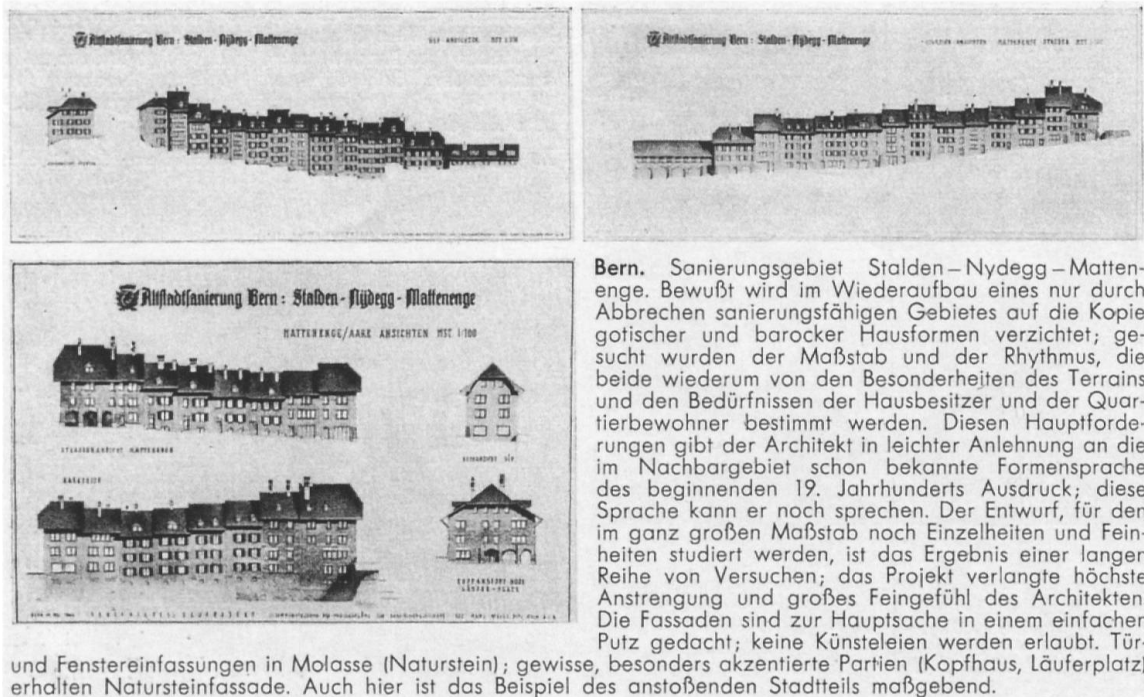 Altstadtsanierung Bern: Stalden-Nÿdegg-Mattenenge
Altstadtsanierung Bern: Stalden-Nÿdegg-Mattenenge
Altstadtsanierung Bern: Stalden-Nÿdegg-Mattenenge
MATTENENGE/AARE ANSICHTEN MST 1:100
AARESEITE
Bern. Sanierungsgebiet Stalden–Nydegg–Matten-
enge. Bewußt wird im Wiederaufbau eines nur durch
Abbrechen sanierungsfähigen Gebietes auf die Kopie
gotischer und barocker Hausformen verzichtet; ge-
sucht wurden der Maßstab und der Rhythmus, die
beide wiederum von den Besonderheiten des Terrains
und den Bedürfnissen der Hausbesitzer und der Quar-
tierbewohner bestimmt werden. Diesen Hauptforde-
rungen gibt der Architekt in leichter Anlehnung an die
im Nachbargebiet schon bekannte Formensprache
des beginnenden 19. Jahrhunderts Ausdruck; diese
Sprache kann er noch sprechen. Der Entwurf, für den
im ganz großen Maßstab noch Einzelheiten und Fein-
heiten studiert werden, ist das Ergebnis einer langen
Reihe von Versuchen; das Projekt verlangte höchste
Anstrengung und großes Feingefühl des Architekten
Die Fassaden sind zur Hauptsache in einem einfachen
Putz gedacht; keine Künsteleien werden erlaubt. Tür-
und Fenstereinfassungen in Molasse (Naturstein); gewisse, besonders akzentierte Partien (Kopfhaus, Läuferplatz)
erhalten Natursteinfassade. Auch hier ist das Beispiel des anstoßenden Stadtteils maßgebend.